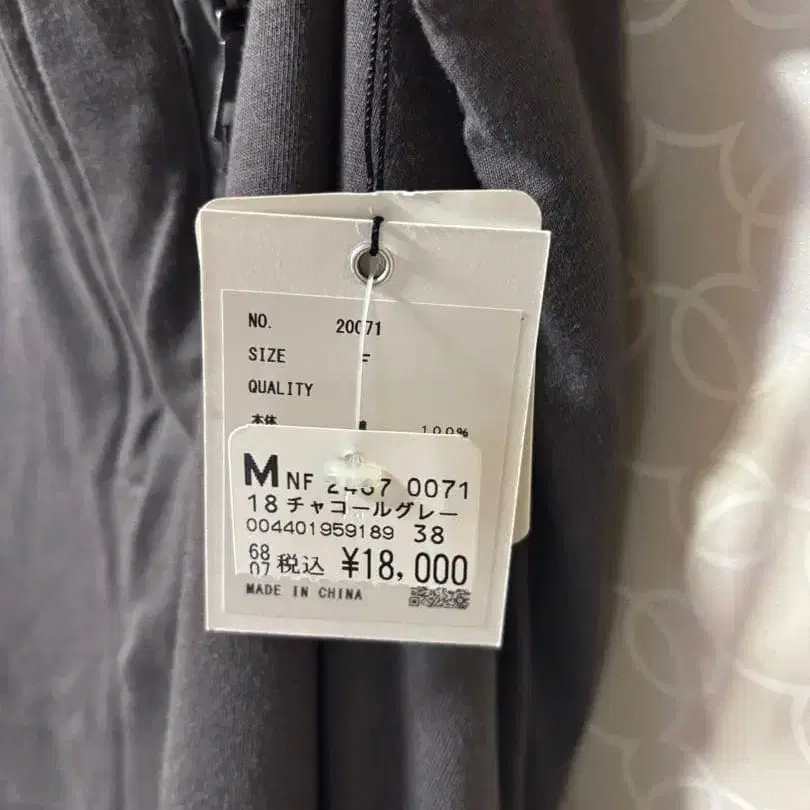 NO. 20071
SIZE F
QUALITY
本体 100%
M NF 2467 0071
18 チャコールグレー
004401959189 38
68 07 税込 ¥18,000
MADE IN CHINA